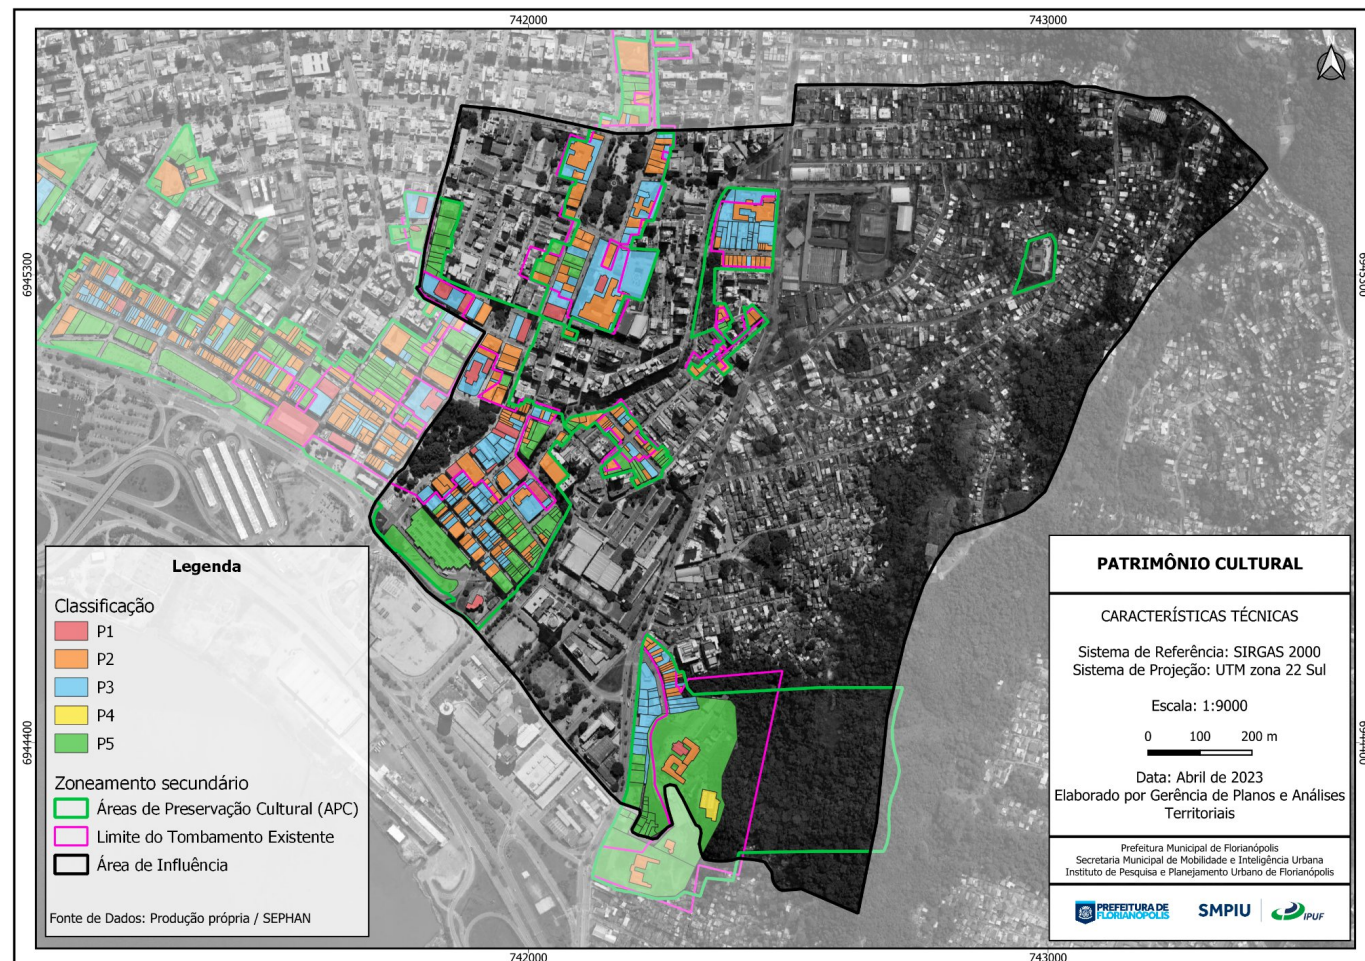 742000
743000
6945300
6945300
6944400
6944400
742000
743000
Legenda
Classificação
P1
P2
P3
P4
P5
Zoneamento secundário
Áreas de Preservação Cultural (APC)
Limite do Tombamento Existente
Área de Influência
Fonte de Dados: Produção própria / SEPHAN
PATRIMÔNIO CULTURAL
CARACTERÍSTICAS TÉCNICAS
Sistema de Referência: SIRGAS 2000
Sistema de Projeção: UTM zona 22 Sul
Escala: 1:9000
0 100 200 m
Data: Abril de 2023
Elaborado por Gerência de Planos e Análises
Territoriais
Prefeitura Municipal de Florianópolis
Secretaria Municipal de Mobilidade e Inteligência Urbana
Instituto de Pesquisa e Planejamento Urbano de Florianópolis
PREFEITURA DE
FLORIANÓPOLIS
SMPIU
IPUF